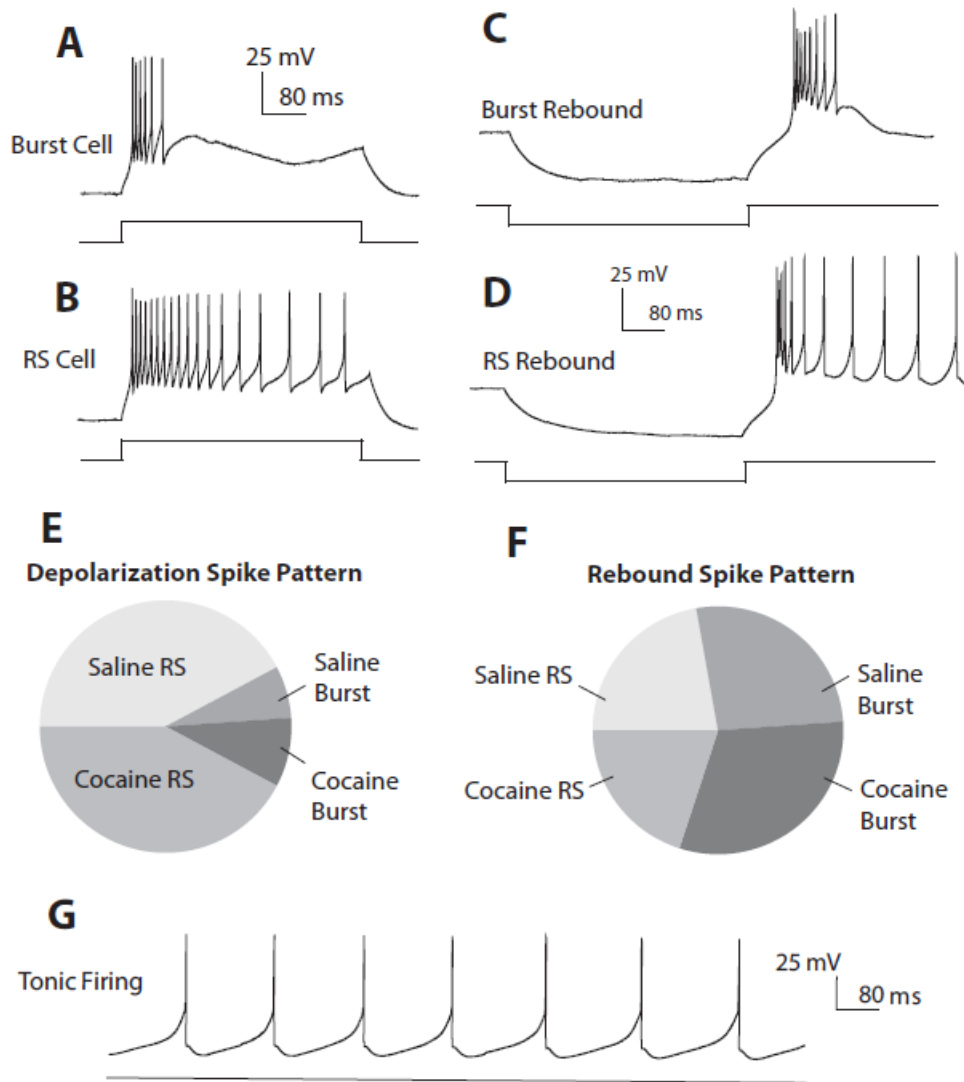 A
25 mV
80 ms
Burst Cell
B
RS Cell
C
Burst Rebound
D
25 mV
80 ms
RS Rebound
E
Depolarization Spike Pattern
Saline RS
Saline
Burst
Cocaine RS
Cocaine
Burst
F
Rebound Spike Pattern
Saline RS
Saline
Burst
Cocaine RS
Cocaine
Burst
G
Tonic Firing
25 mV
80 ms